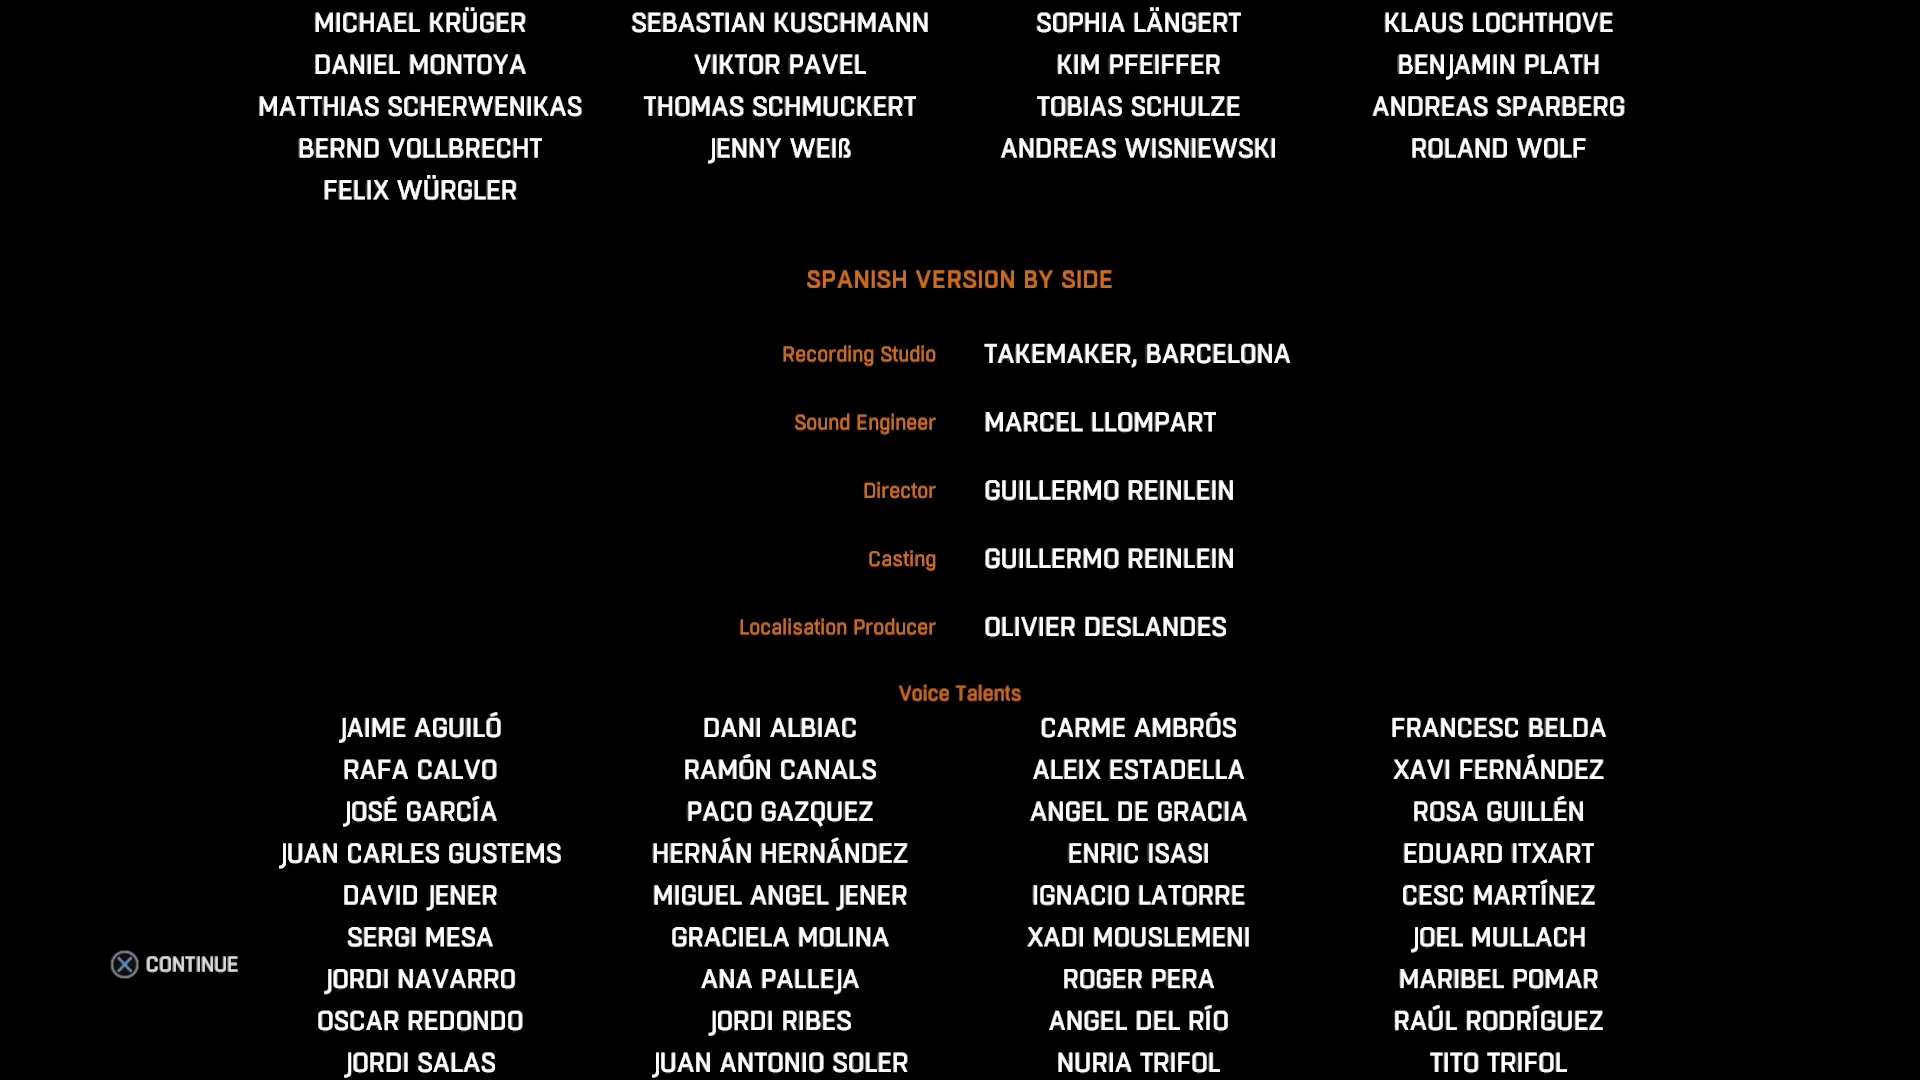 MICHAEL KRÜGER SEBASTIAN KUSCHMANN SOPHIA LÄNGERT KLAUS LOCHTHOVE
DANIEL MONTOYA VIKTOR PAVEL KIM PFEIFFER BENJAMIN PLATH
MATTHIAS SCHERWENIKAS THOMAS SCHMUCKERT TOBIAS SCHULZE ANDREAS SPARBERG
BERND VOLLBRECHT JENNY WEIß ANDREAS WISNIEWSKI ROLAND WOLF
FELIX WÜRGLER
SPANISH VERSION BY SIDE
Recording Studio TAKEMAKER, BARCELONA
Sound Engineer MARCEL LLOMPART
Director GUILLERMO REINLEIN
Casting GUILLERMO REINLEIN
Localisation Producer OLIVIER DESLANDES
Voice Talents
JAIME AGUILÓ DANI ALBIAC CARME AMBRÓS FRANCESC BELDA
RAFA CALVO RAMÓN CANALS ALEIX ESTADELLA XAVI FERNÁNDEZ
JOSÉ GARCÍA PACO GAZQUEZ ANGEL DE GRACIA ROSA GUILLÉN
JUAN CARLES GUSTEMS HERNÁN HERNÁNDEZ ENRIC ISASI EDUARD ITXART
DAVID JENER MIGUEL ANGEL JENER IGNACIO LATORRE CESC MARTÍNEZ
SERGI MESA GRACIELA MOLINA XADI MOUSLEMENI JOEL MULLACH
CONTINUE
JORDI NAVARRO ANA PALLEJA ROGER PERA MARIBEL POMAR
OSCAR REDONDO JORDI RIBES ANGEL DEL RÍO RAÚL RODRÍGUEZ
JORDI SALAS JUAN ANTONIO SOLER NURIA TRIFOL TITO TRIFOL